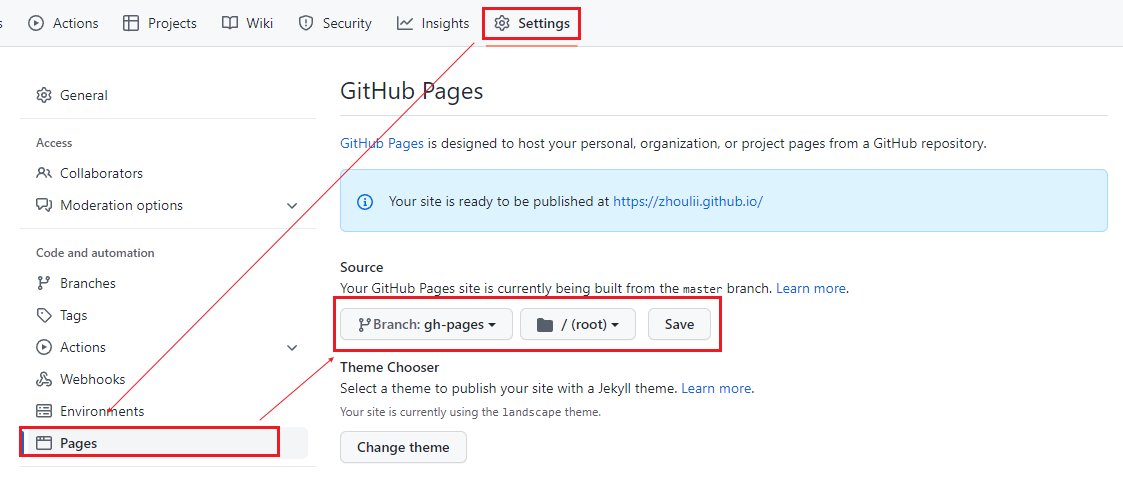 s Actions Projects Wiki Security Insights Settings
General
Access
Collaborators
Moderation options
Code and automation
Branches
Tags
Actions
Webhooks
Environments
Pages
GitHub Pages
GitHub Pages is designed to host your personal, organization, or project pages from a GitHub repository.
Your site is ready to be published at https://zhoulii.github.io/
Source
Your GitHub Pages site is currently being built from the master branch. Learn more.
Branch: gh-pages / (root) Save
Theme Chooser
Select a theme to publish your site with a Jekyll theme. Learn more.
Your site is currently using the landscape theme.
Change theme